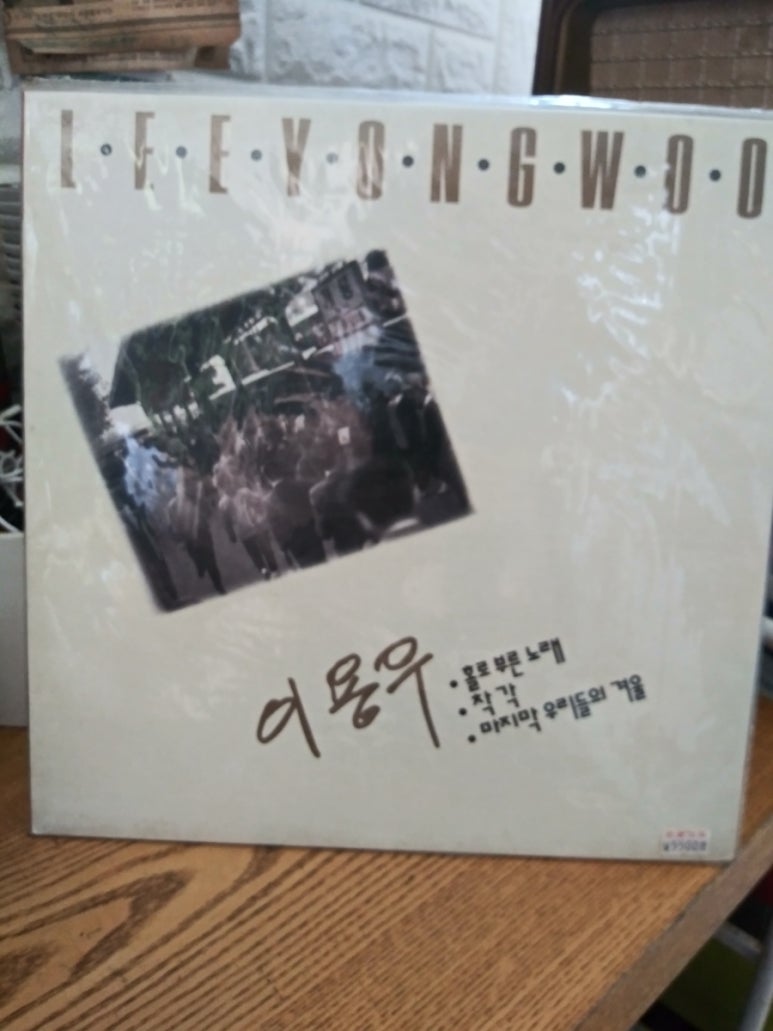 L·E·E·Y·O·N·G·W·O·O
이용우
· 홀로 부른 노래
· 착각
· 마지막 우리들의 겨울